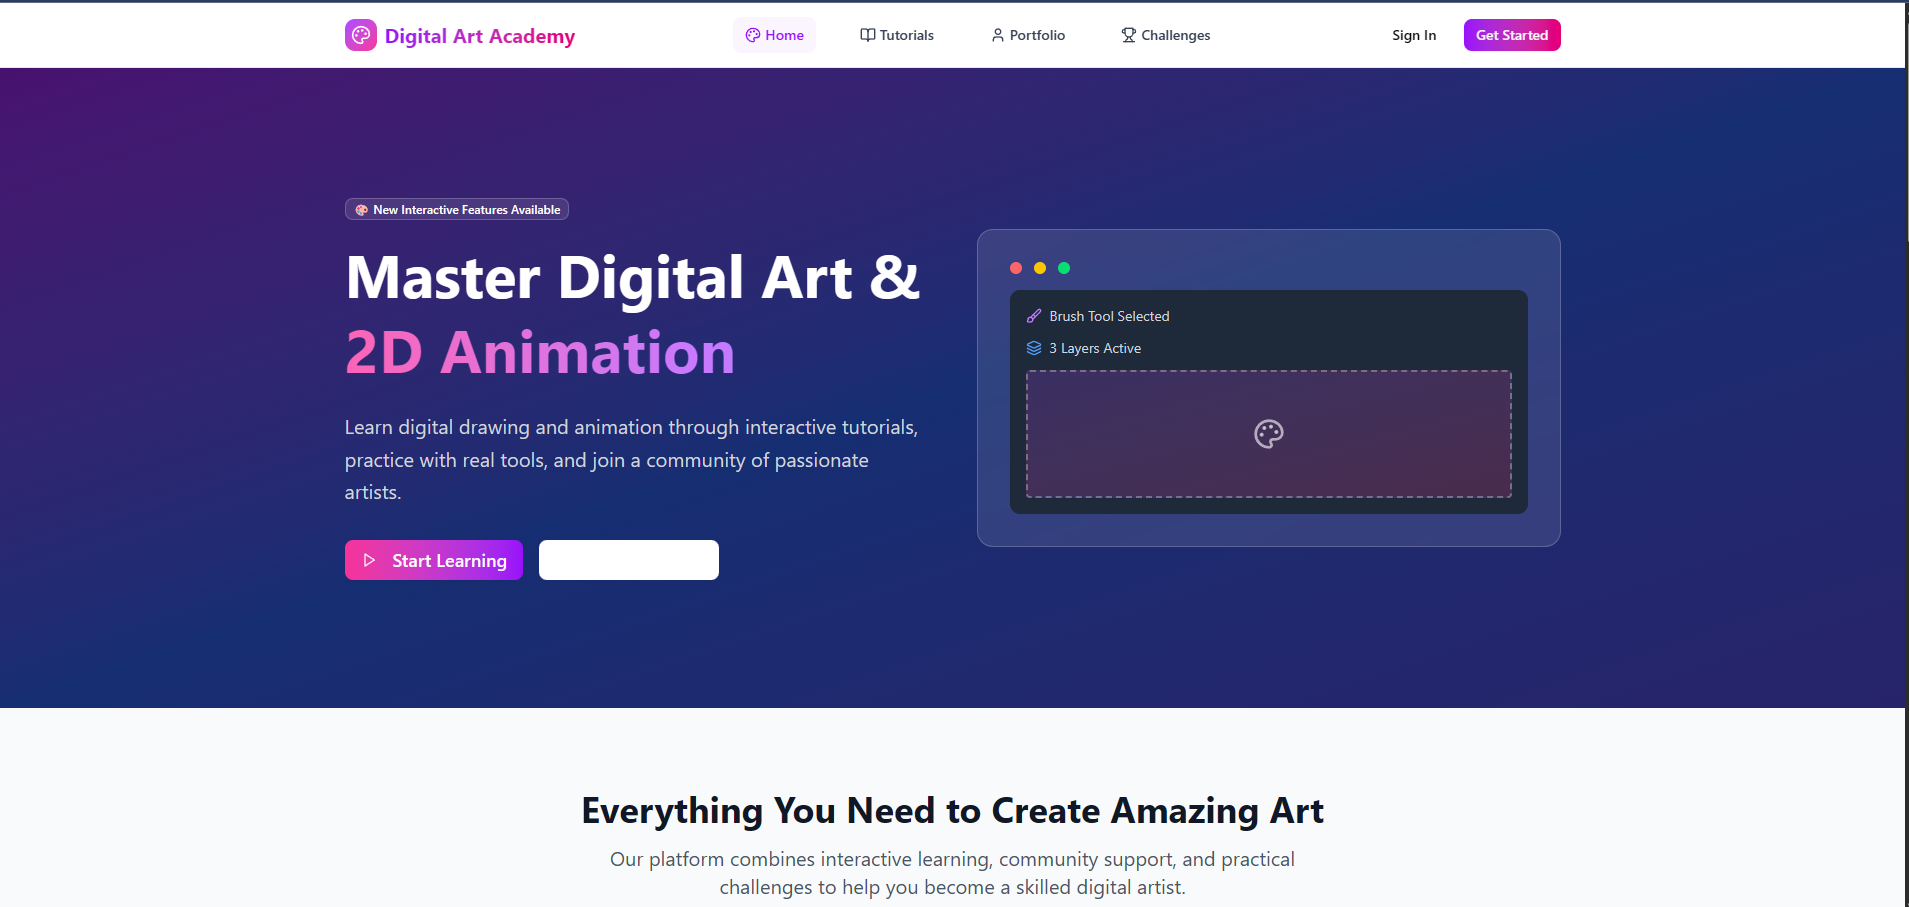 Digital Art Academy
Home
Tutorials
Portfolio
Challenges
Sign In
Get Started
New Interactive Features Available
Master Digital Art &
2D Animation
Learn digital drawing and animation through interactive tutorials,
practice with real tools, and join a community of passionate
artists.
Start Learning
Brush Tool Selected
3 Layers Active
Everything You Need to Create Amazing Art
Our platform combines interactive learning, community support, and practical
challenges to help you become a skilled digital artist.